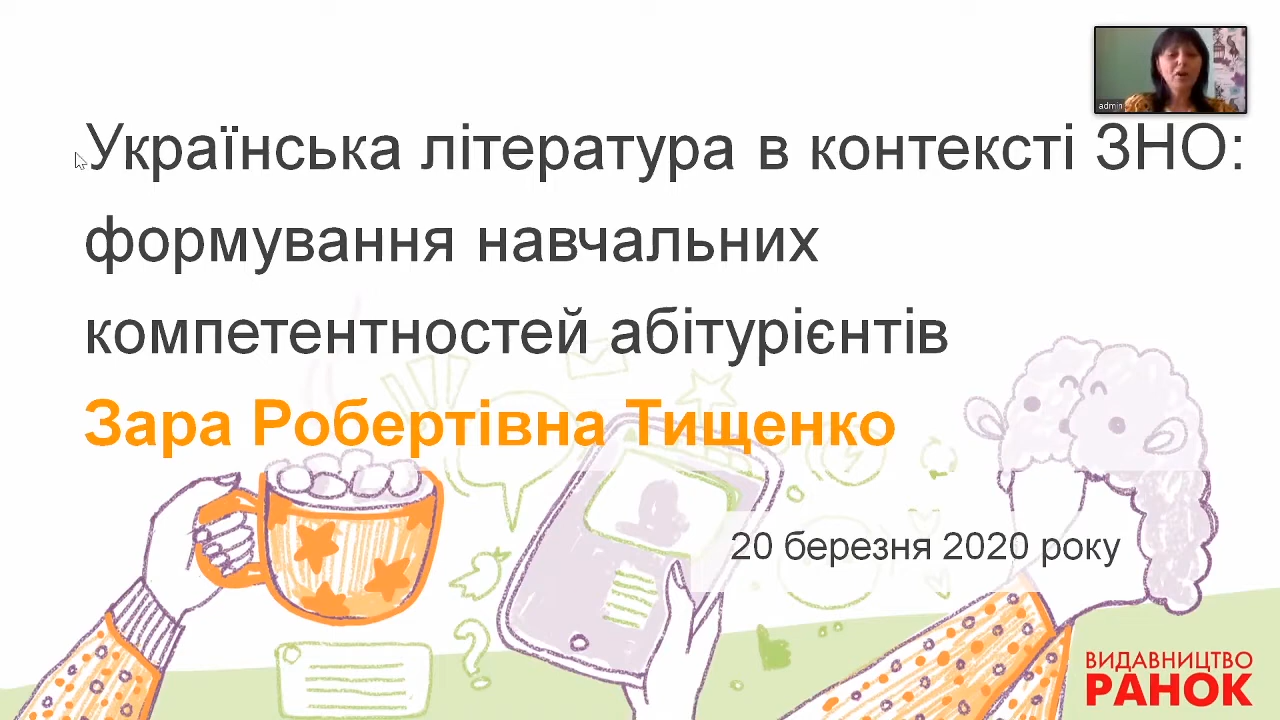 admin
Українська література в контексті ЗНО:
формування навчальних
компетентностей абітурієнтів
Зара Робертівна Тищенко
20 березня 2020 року
ВИДАВНИЦТВО
РАНОК